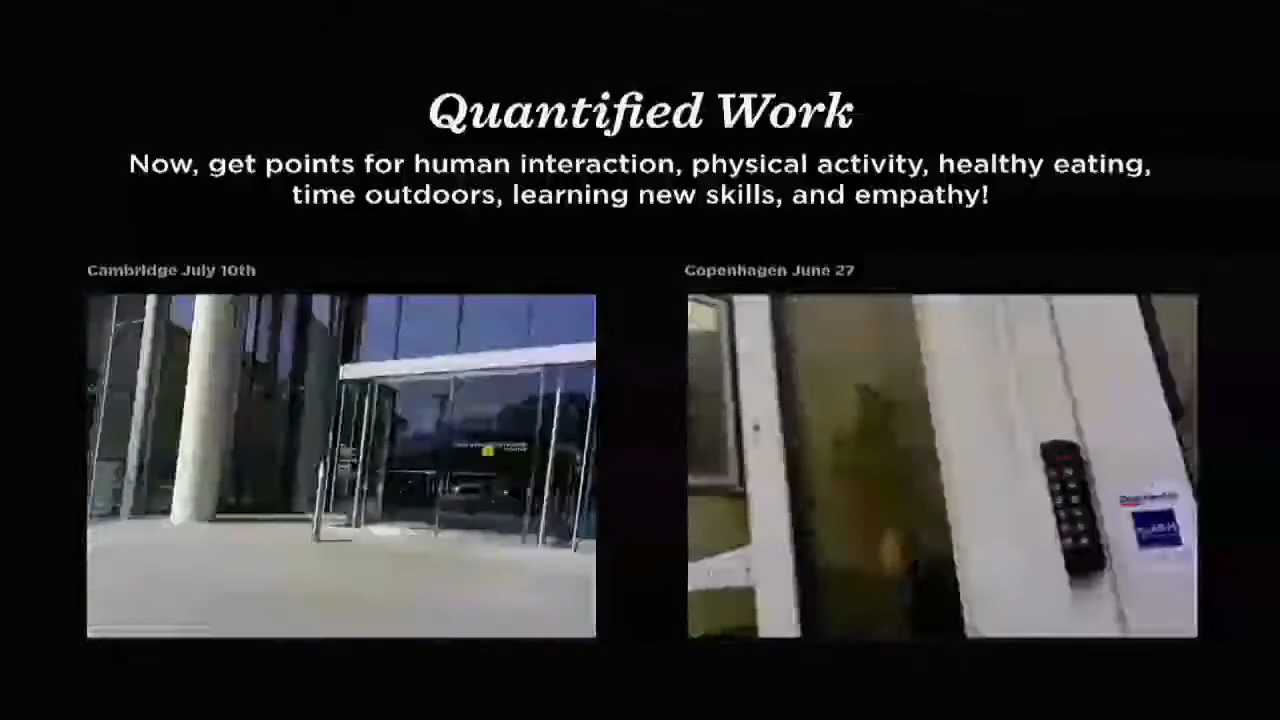 Quantified Work
Now, get points for human interaction, physical activity, healthy eating,
time outdoors, learning new skills, and empathy!
Cambridge July 10th
Copenhagen June 27